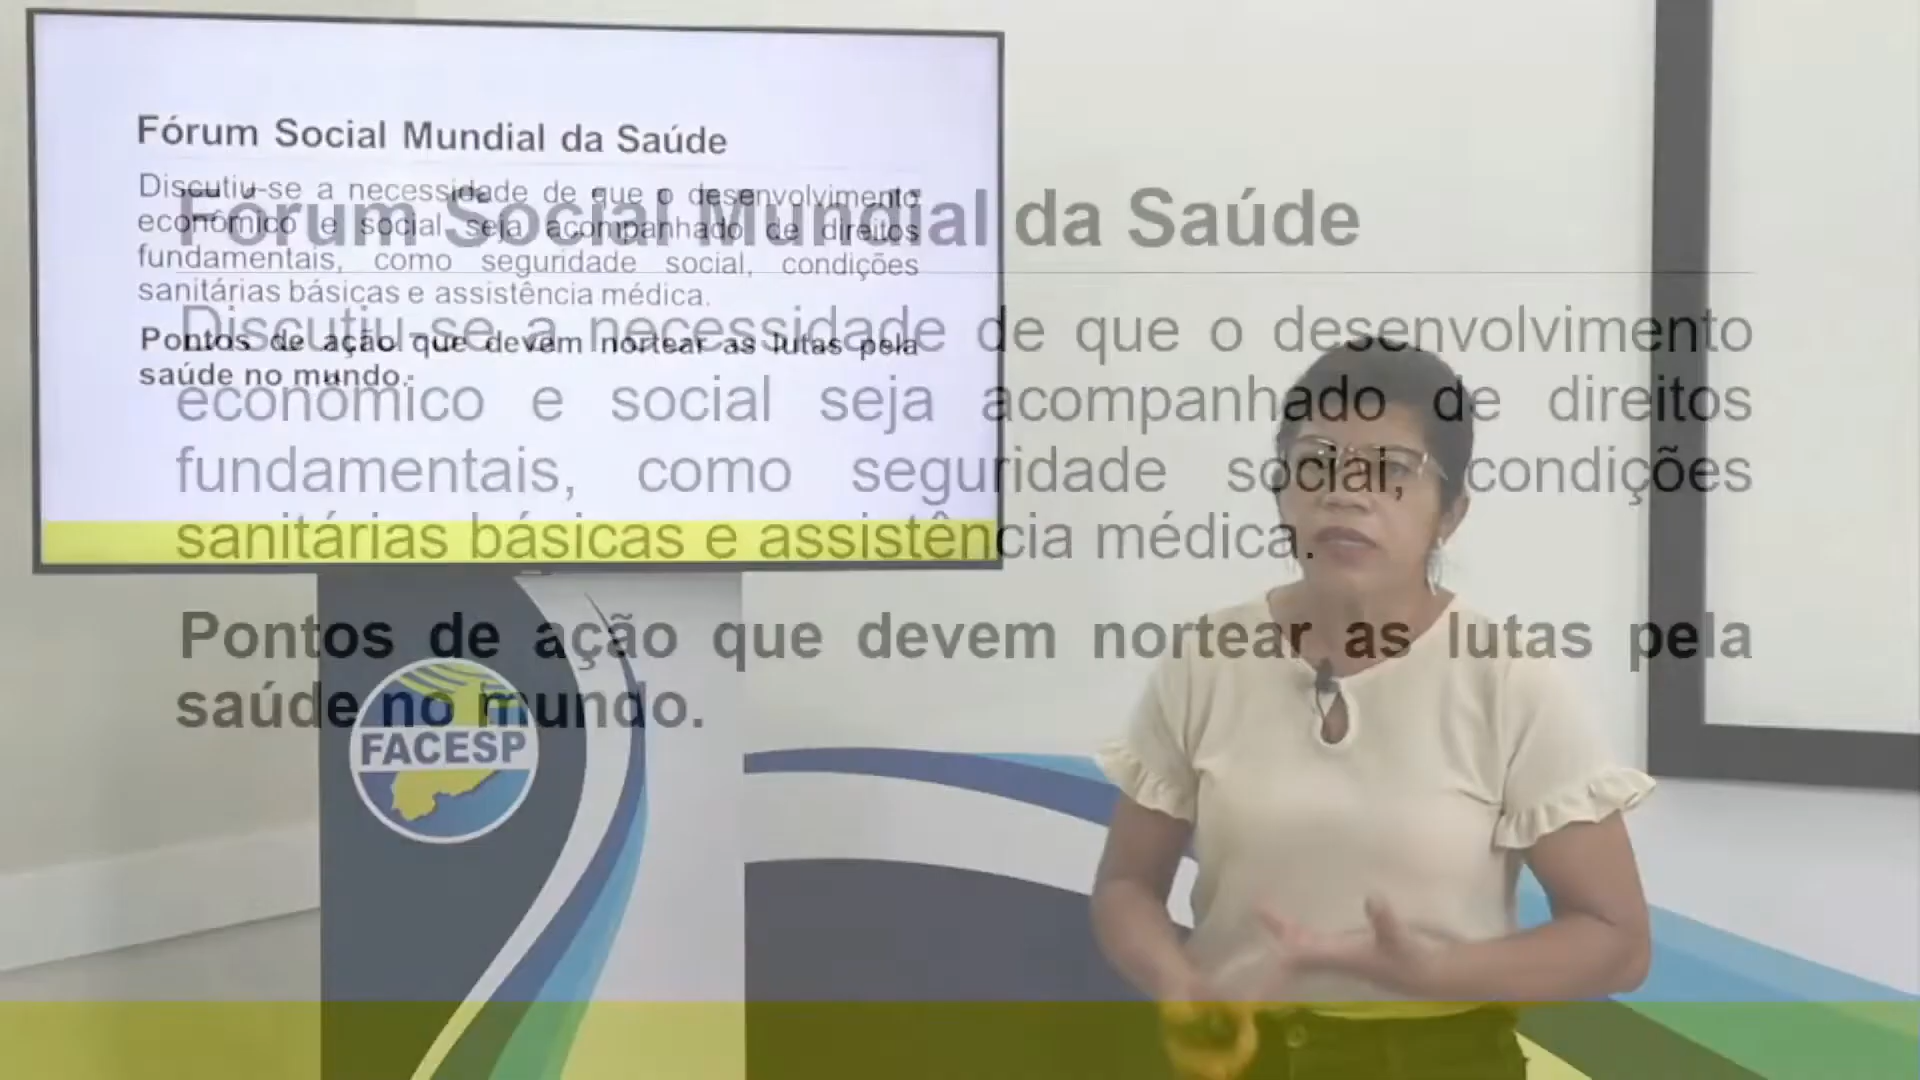 Fórum Social Mundial da Saúde
Discutiu-se a necessidade de que o desenvolvimento
econômico e social seja acompanhado de direitos
fundamentais, como seguridade social, condições
sanitárias básicas e assistência médica.
Pontos de ação que devem nortear as lutas pela
saúde no mundo.
Fórum Social Mundial da Saúde
Discutiu-se a necessidade de que o desenvolvimento
econômico e social seja acompanhado de direitos
fundamentais, como seguridade social, condições
sanitárias básicas e assistência médica.
Pontos de ação que devem nortear as lutas pela
saúde no mundo.
FACESP